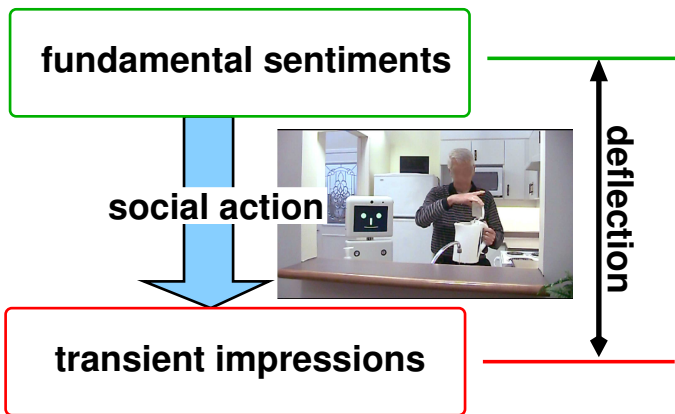 fundamental sentiments
social action
deflection
transient impressions